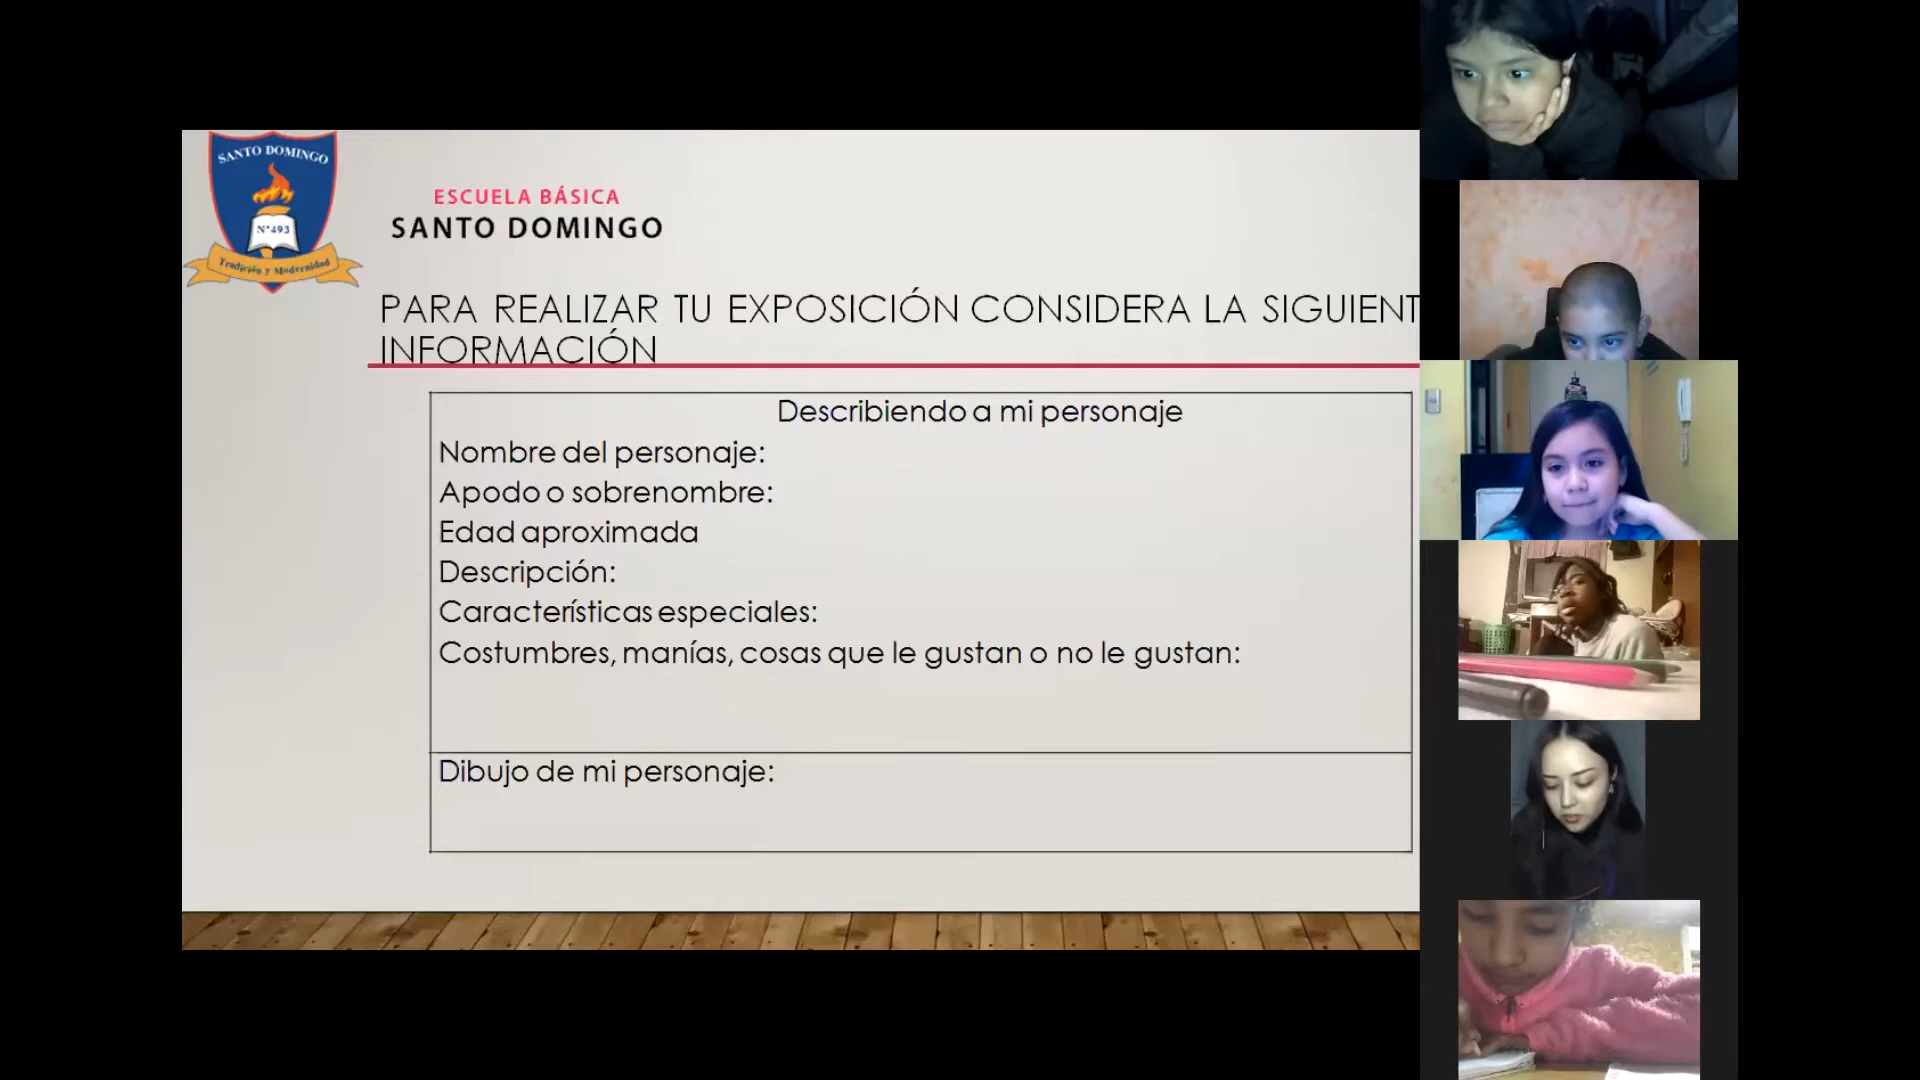 SANTO DOMINGO
N°493
Tradición y Modernidad
ESCUELA BÁSICA
SANTO DOMINGO
PARA REALIZAR TU EXPOSICIÓN CONSIDERA LA SIGUIENT
INFORMACIÓN
Describiendo a mi personaje
Nombre del personaje:
Apodo o sobrenombre:
Edad aproximada
Descripción:
Características especiales:
Costumbres, manías, cosas que le gustan o no le gustan:
Dibujo de mi personaje: